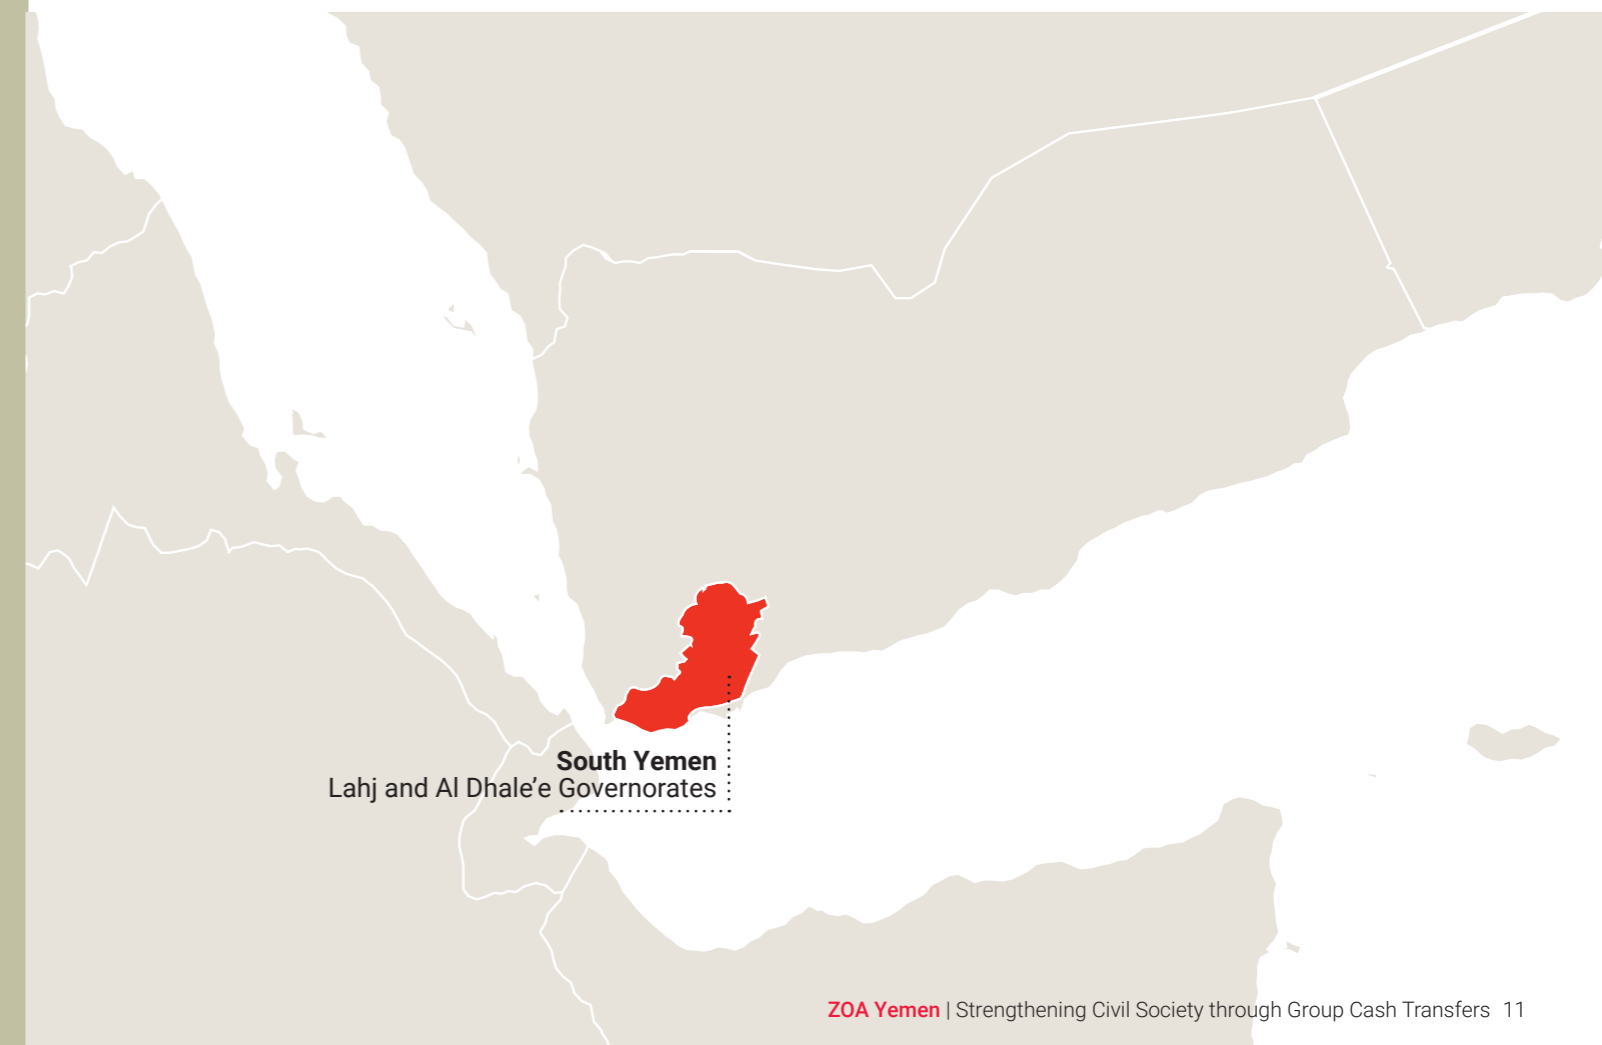 South Yemen
Lahj and Al Dhale’e Governorates
ZOA Yemen | Strengthening Civil Society through Group Cash Transfers 11